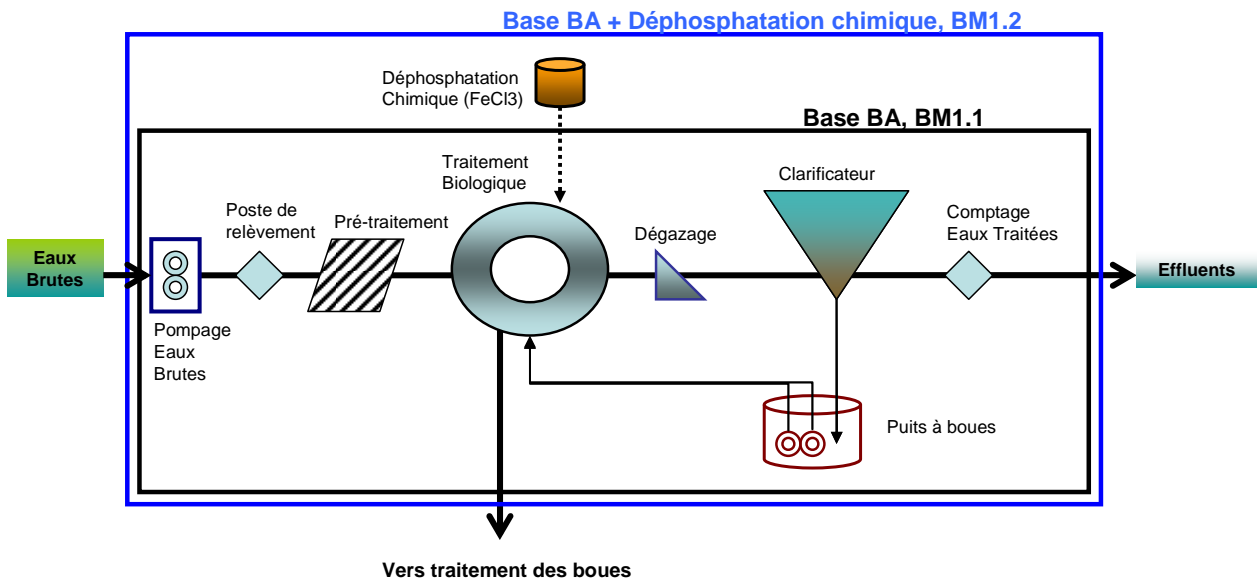 Base BA + Déphosphatation chimique, BM1.2
Déphosphatation
Chimique (FeCl3)
Base BA, BM1.1
Traitement
Biologique
Clarificateur
Poste de
relèvement
Pré-traitement
Dégazage
Comptage
Eaux Traitées
Eaux
Brutes
Effluents
Pompage
Eaux
Brutes
Puits à boues
Vers traitement des boues